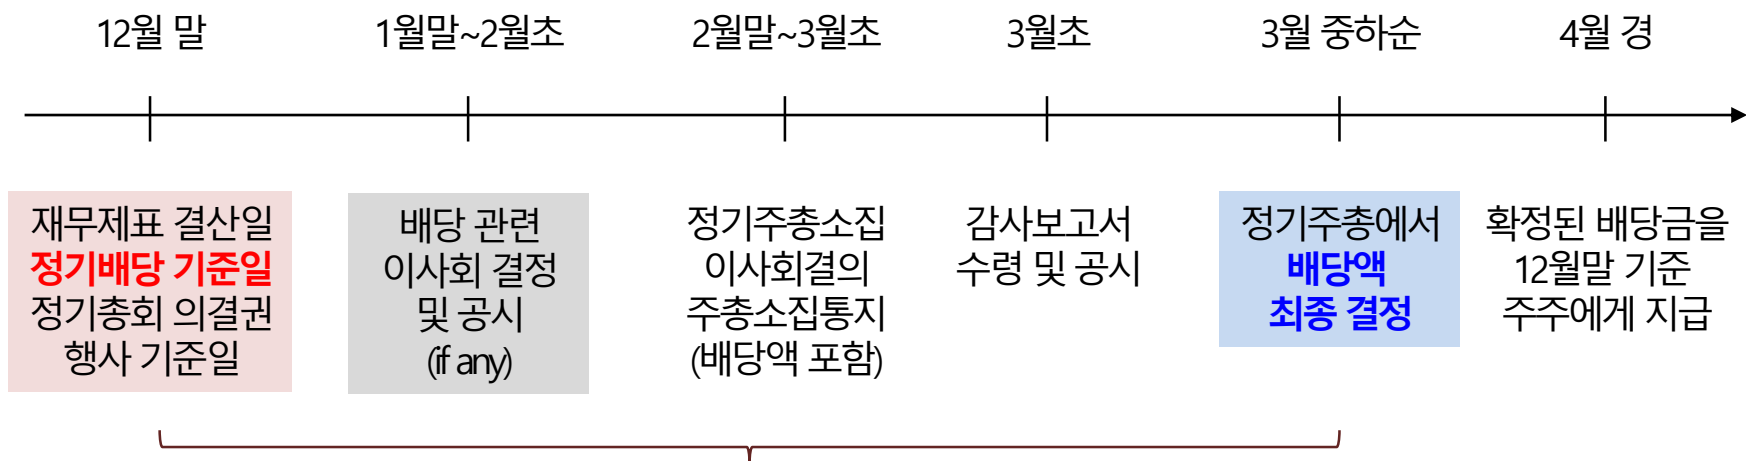 12월 말
1월말~2월초
2월말~3월초
3월초
3월 중하순
4월 경
재무제표 결산일
정기배당 기준일
정기총회 의결권
행사 기준일
배당 관련
이사회 결정
및 공시
(if any)
정기주총소집
이사회결의
주총소집통지
(배당액 포함)
감사보고서
수령 및 공시
정기주총에서
배당액
최종 결정
확정된 배당금을
12월말 기준
주주에게 지급